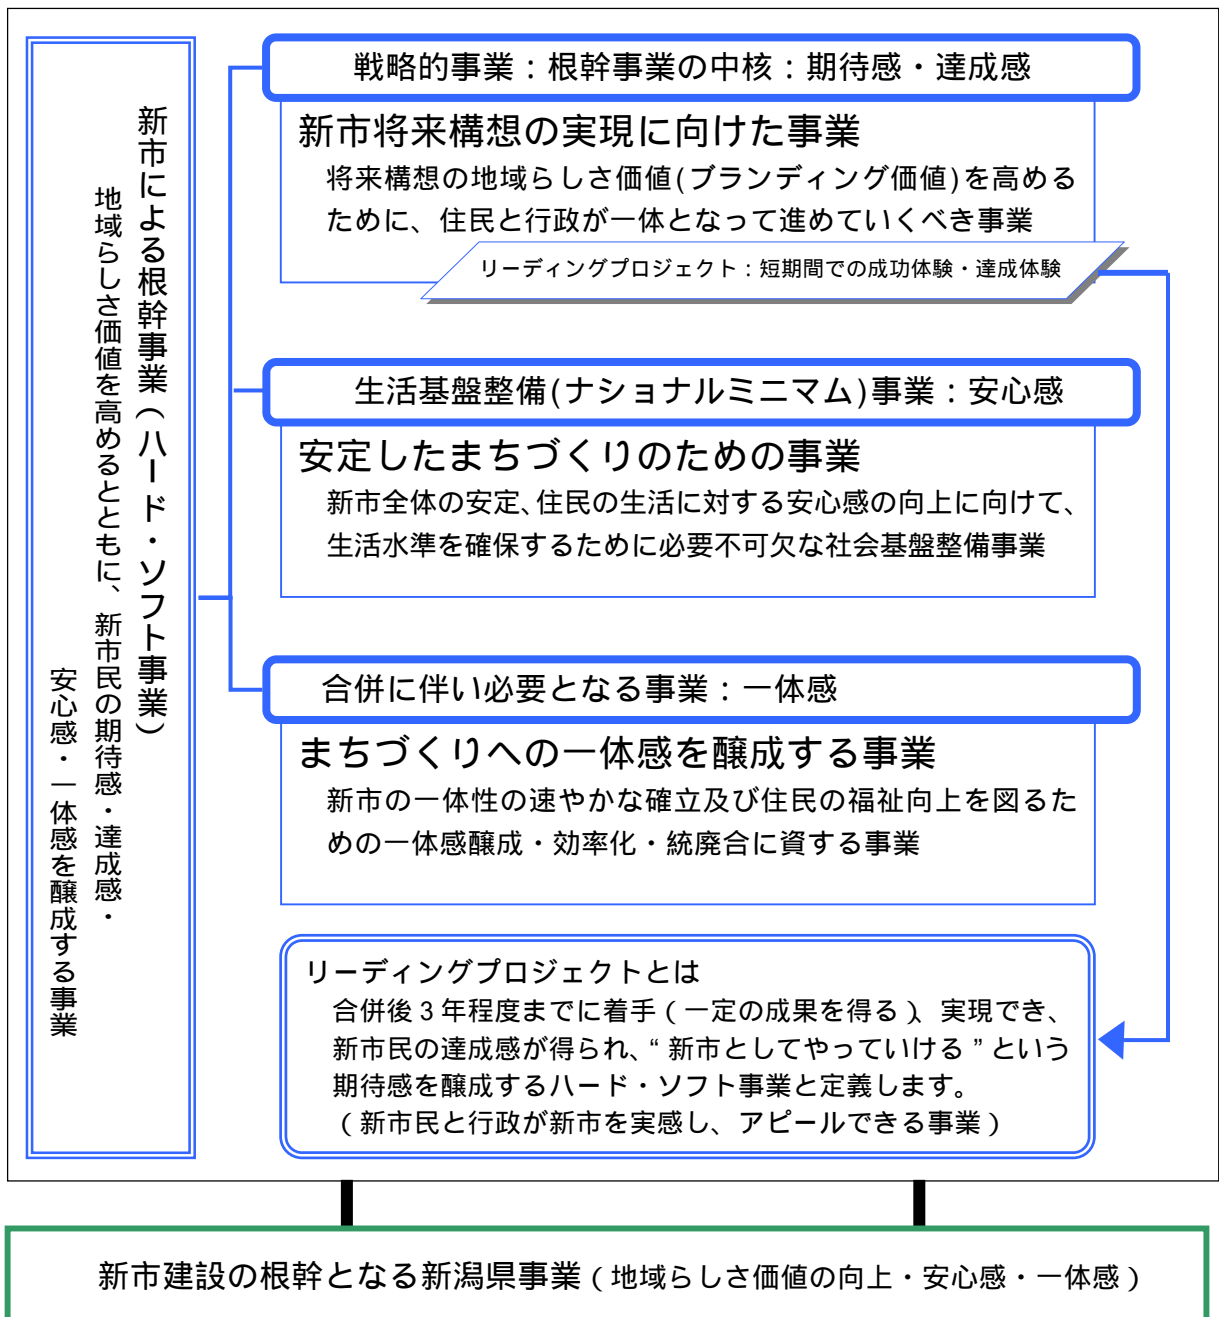 新市による根幹事業（ハード・ソフト事業）
地域らしさ価値を高めるとともに、新市民の期待感・達成感・
安心感・一体感を醸成する事業
戦略的事業：根幹事業の中核：期待感・達成感
新市将来構想の実現に向けた事業
将来構想の地域らしさ価値(ブランディング価値)を高める
ために、住民と行政が一体となって進めていくべき事業
リーディングプロジェクト：短期間での成功体験・達成体験
生活基盤整備(ナショナルミニマム)事業：安心感
安定したまちづくりのための事業
新市全体の安定、住民の生活に対する安心感の向上に向けて、
生活水準を確保するために必要不可欠な社会基盤整備事業
合併に伴い必要となる事業：一体感
まちづくりへの一体感を醸成する事業
新市の一体性の速やかな確立及び住民の福祉向上を図るた
めの一体感醸成・効率化・統廃合に資する事業
リーディングプロジェクトとは
合併後３年程度までに着手（一定の成果を得る）、実現でき、
新市民の達成感が得られ、“新市としてやっていける”という
期待感を醸成するハード・ソフト事業と定義します。
（新市民と行政が新市を実感し、アピールできる事業）
新市建設の根幹となる新潟県事業（地域らしさ価値の向上・安心感・一体感）